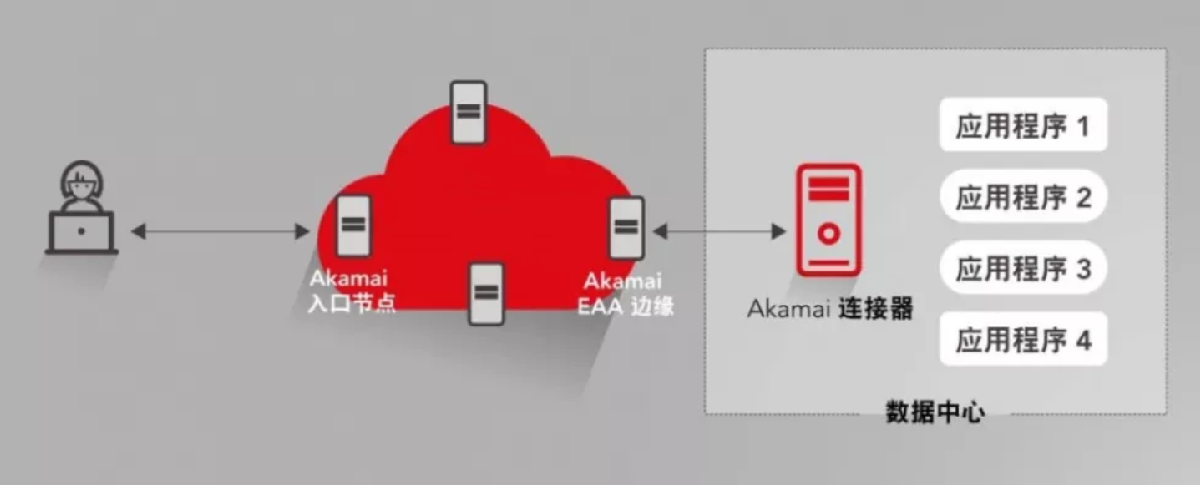 Akamai
入口节点
Akamai
EAA 边缘
Akamai 连接器
应用程序 1
应用程序 2
应用程序 3
应用程序 4
数据中心